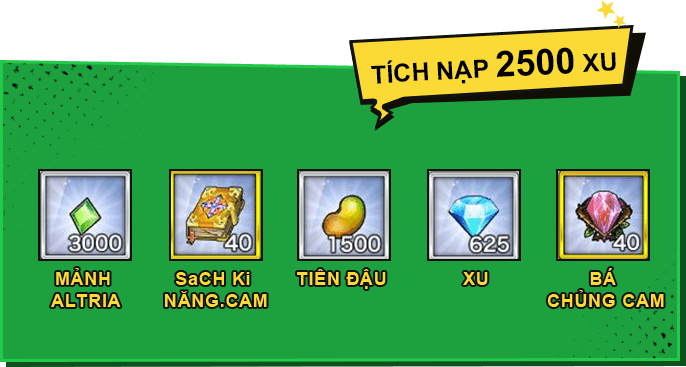 TÍCH NẠP 2500 XU
3000
40
1500
625
40
MẢNH
ALTRIA
SaCH Ki
NĂNG.CAM
TIÊN ĐẬU
XU
BÁ
CHỦNG CAM